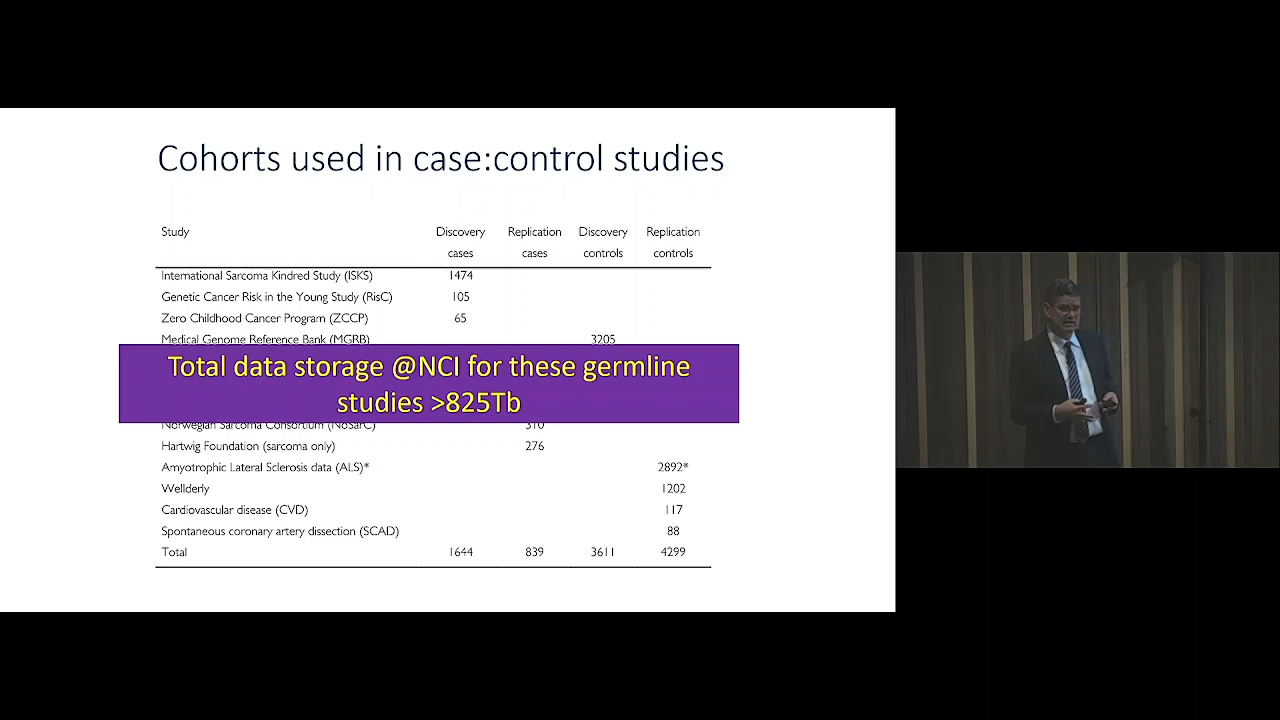 Cohorts used in case:control studies
Study Discovery cases Replication cases Discovery controls Replication controls
International Sarcoma Kindred Study (ISKS) 1474
Genetic Cancer Risk in the Young Study (RisC) 105
Zero Childhood Cancer Program (ZCCP) 65
Medical Genome Reference Bank (MGRB) 3205
Total data storage @NCI for these germline
studies >825Tb
Norwegian Sarcoma Consortium (NoSarC) 310
Hartwig Foundation (sarcoma only) 276
Amyotrophic Lateral Sclerosis data (ALS)* 2892*
Wellderly 1202
Cardiovascular disease (CVD) 117
Spontaneous coronary artery dissection (SCAD) 88
Total 1644 839 3611 4299